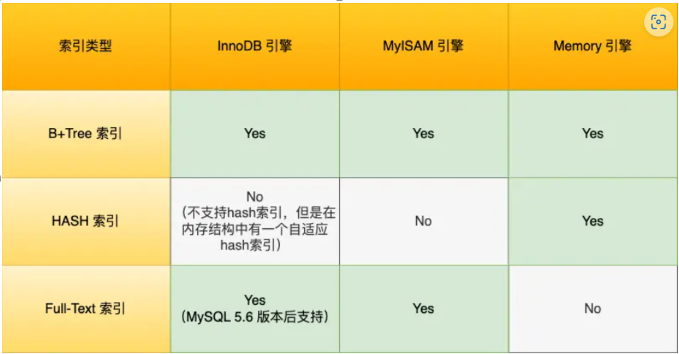 索引类型
InnoDB 引擎
MyISAM 引擎
Memory 引擎
B+Tree 索引
Yes
Yes
Yes
HASH 索引
No
（不支持hash索引，但是在
内存结构中有一个自适应
hash索引）
No
Yes
Full-Text 索引
Yes
（MySQL 5.6 版本后支持）
Yes
No